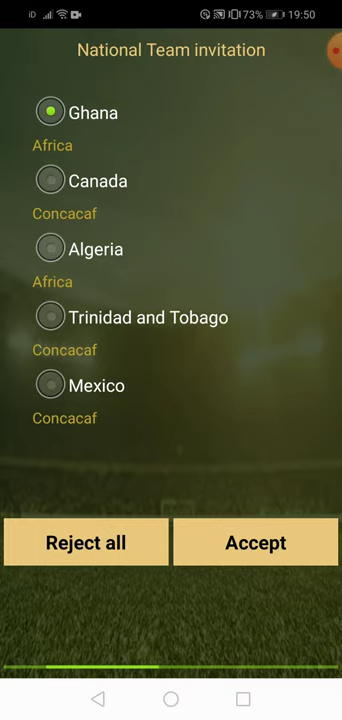 iD 73% 19:50
National Team invitation
Ghana
Africa
Canada
Concacaf
Algeria
Africa
Trinidad and Tobago
Concacaf
Mexico
Concacaf
Reject all Accept